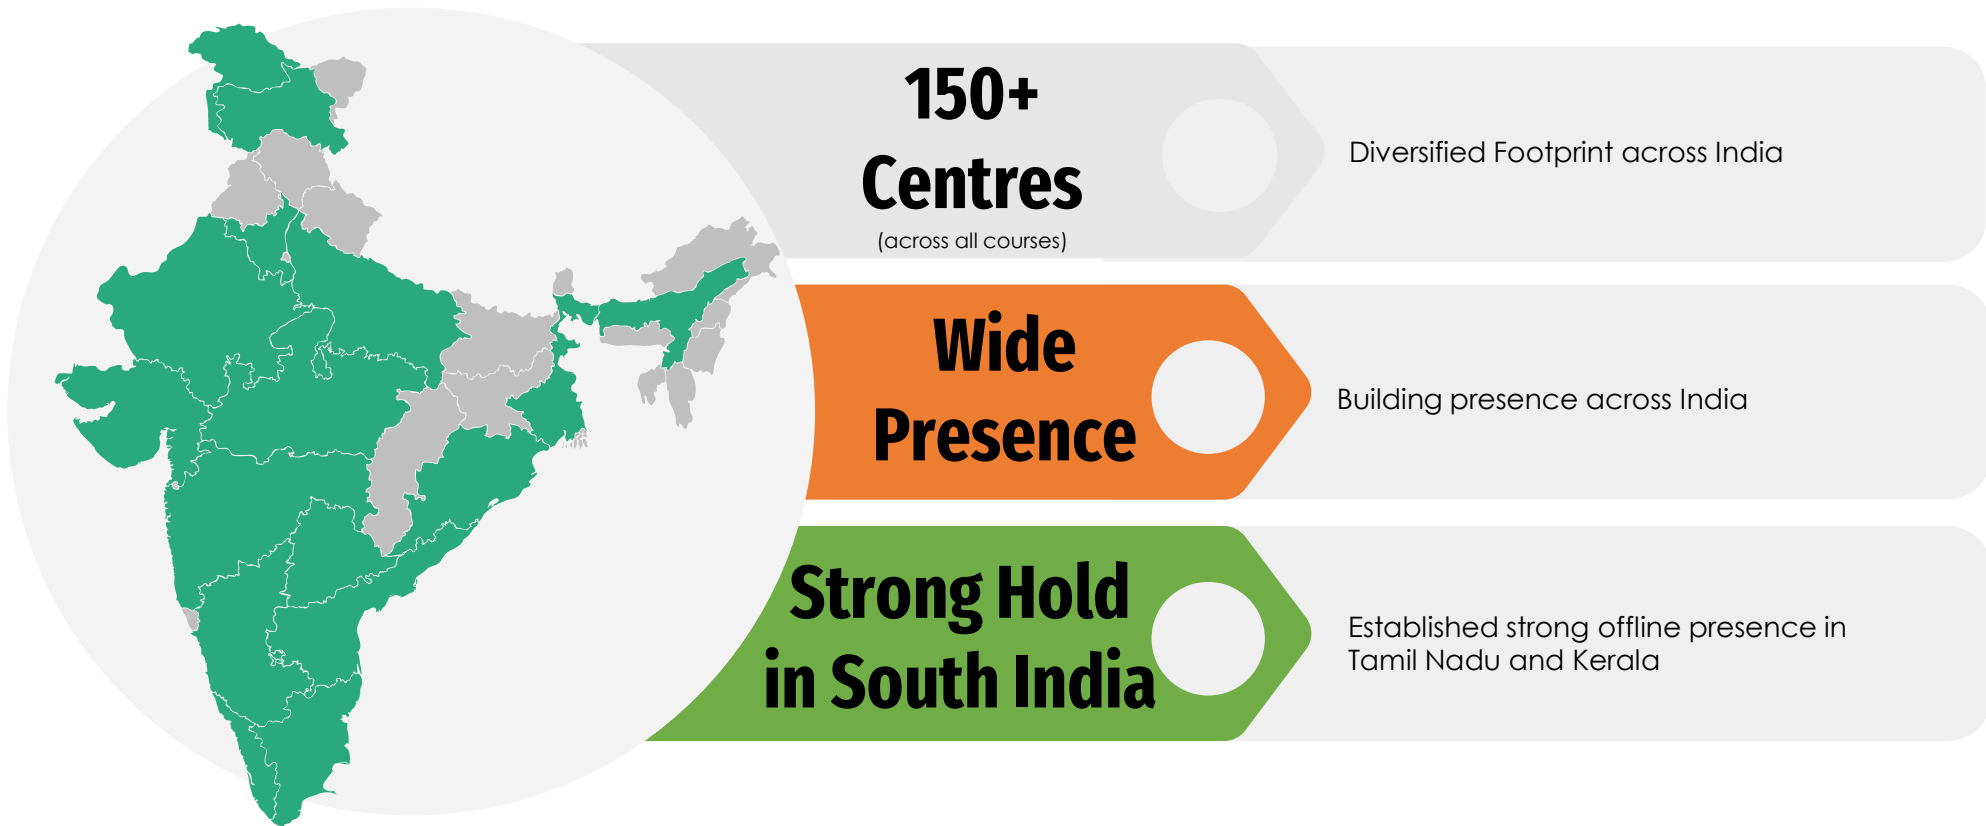 150+
Centres
(across all courses)
Diversified Footprint across India
Wide
Presence
Building presence across India
Strong Hold
in South India
Established strong offline presence in
Tamil Nadu and Kerala